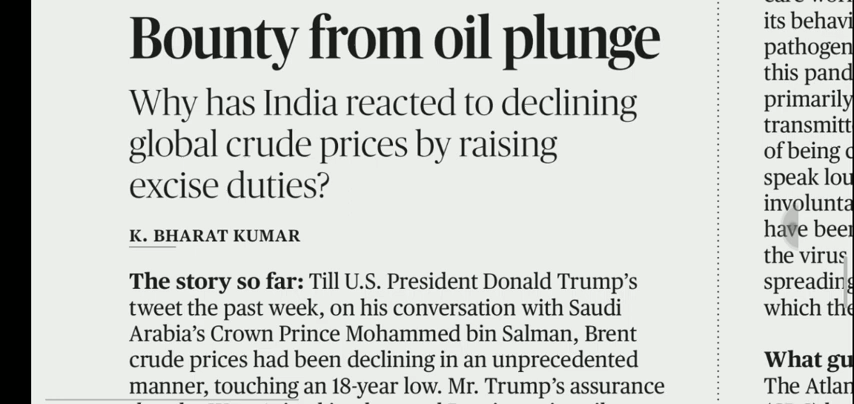 Bounty from oil plunge
Why has India reacted to declining
global crude prices by raising
excise duties?
K. BHARAT KUMAR
The story so far: Till U.S. President Donald Trump’s
tweet the past week, on his conversation with Saudi
Arabia’s Crown Prince Mohammed bin Salman, Brent
crude prices had been declining in an unprecedented
manner, touching an 18-year low. Mr. Trump’s assurance
its behavi
pathogen
this pand
primarily
transmitt
of being
speak lou
involunta
have been
the virus
spreading
which the
What gu
The Atlan